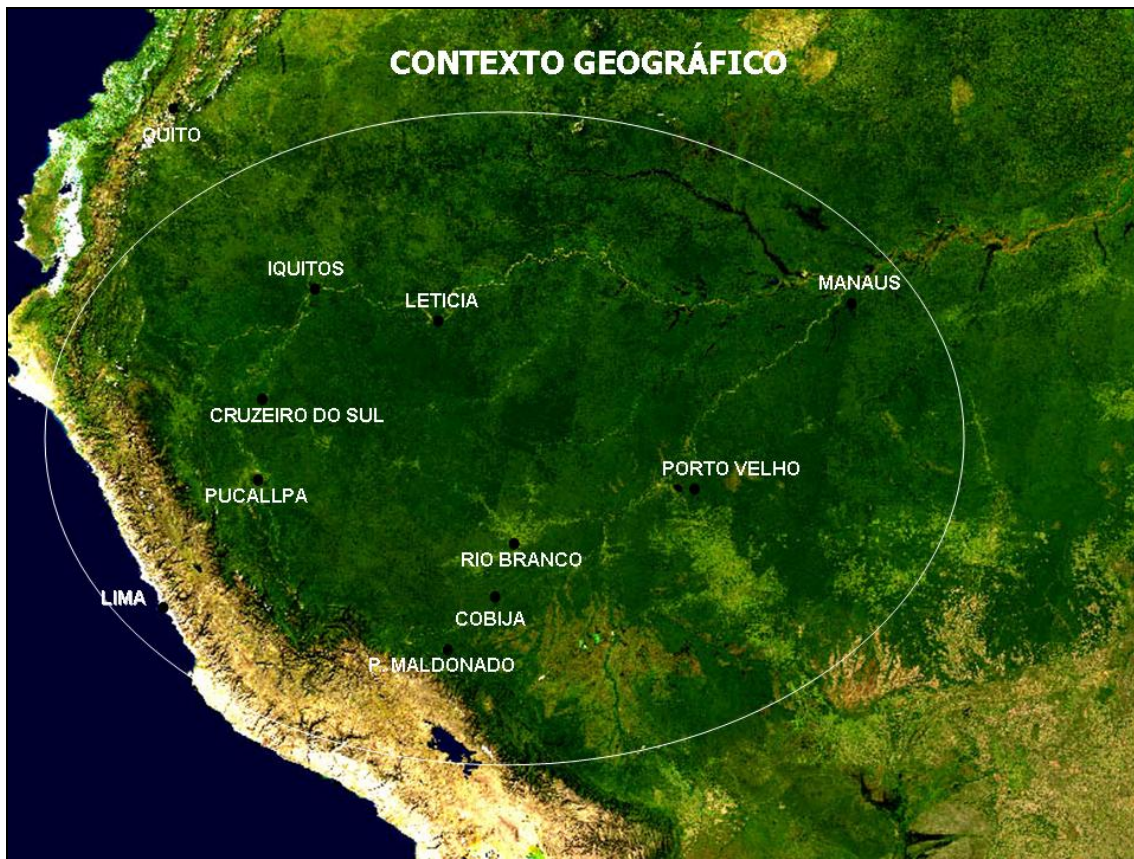 CONTEXTO GEOGRÁFICO
QUITO
IQUITOS
LETICIA
MANAUS
CRUZEIRO DO SUL
PUCALLPA
PORTO VELHO
RIO BRANCO
LIMA
COBIJA
P. MALDONADO